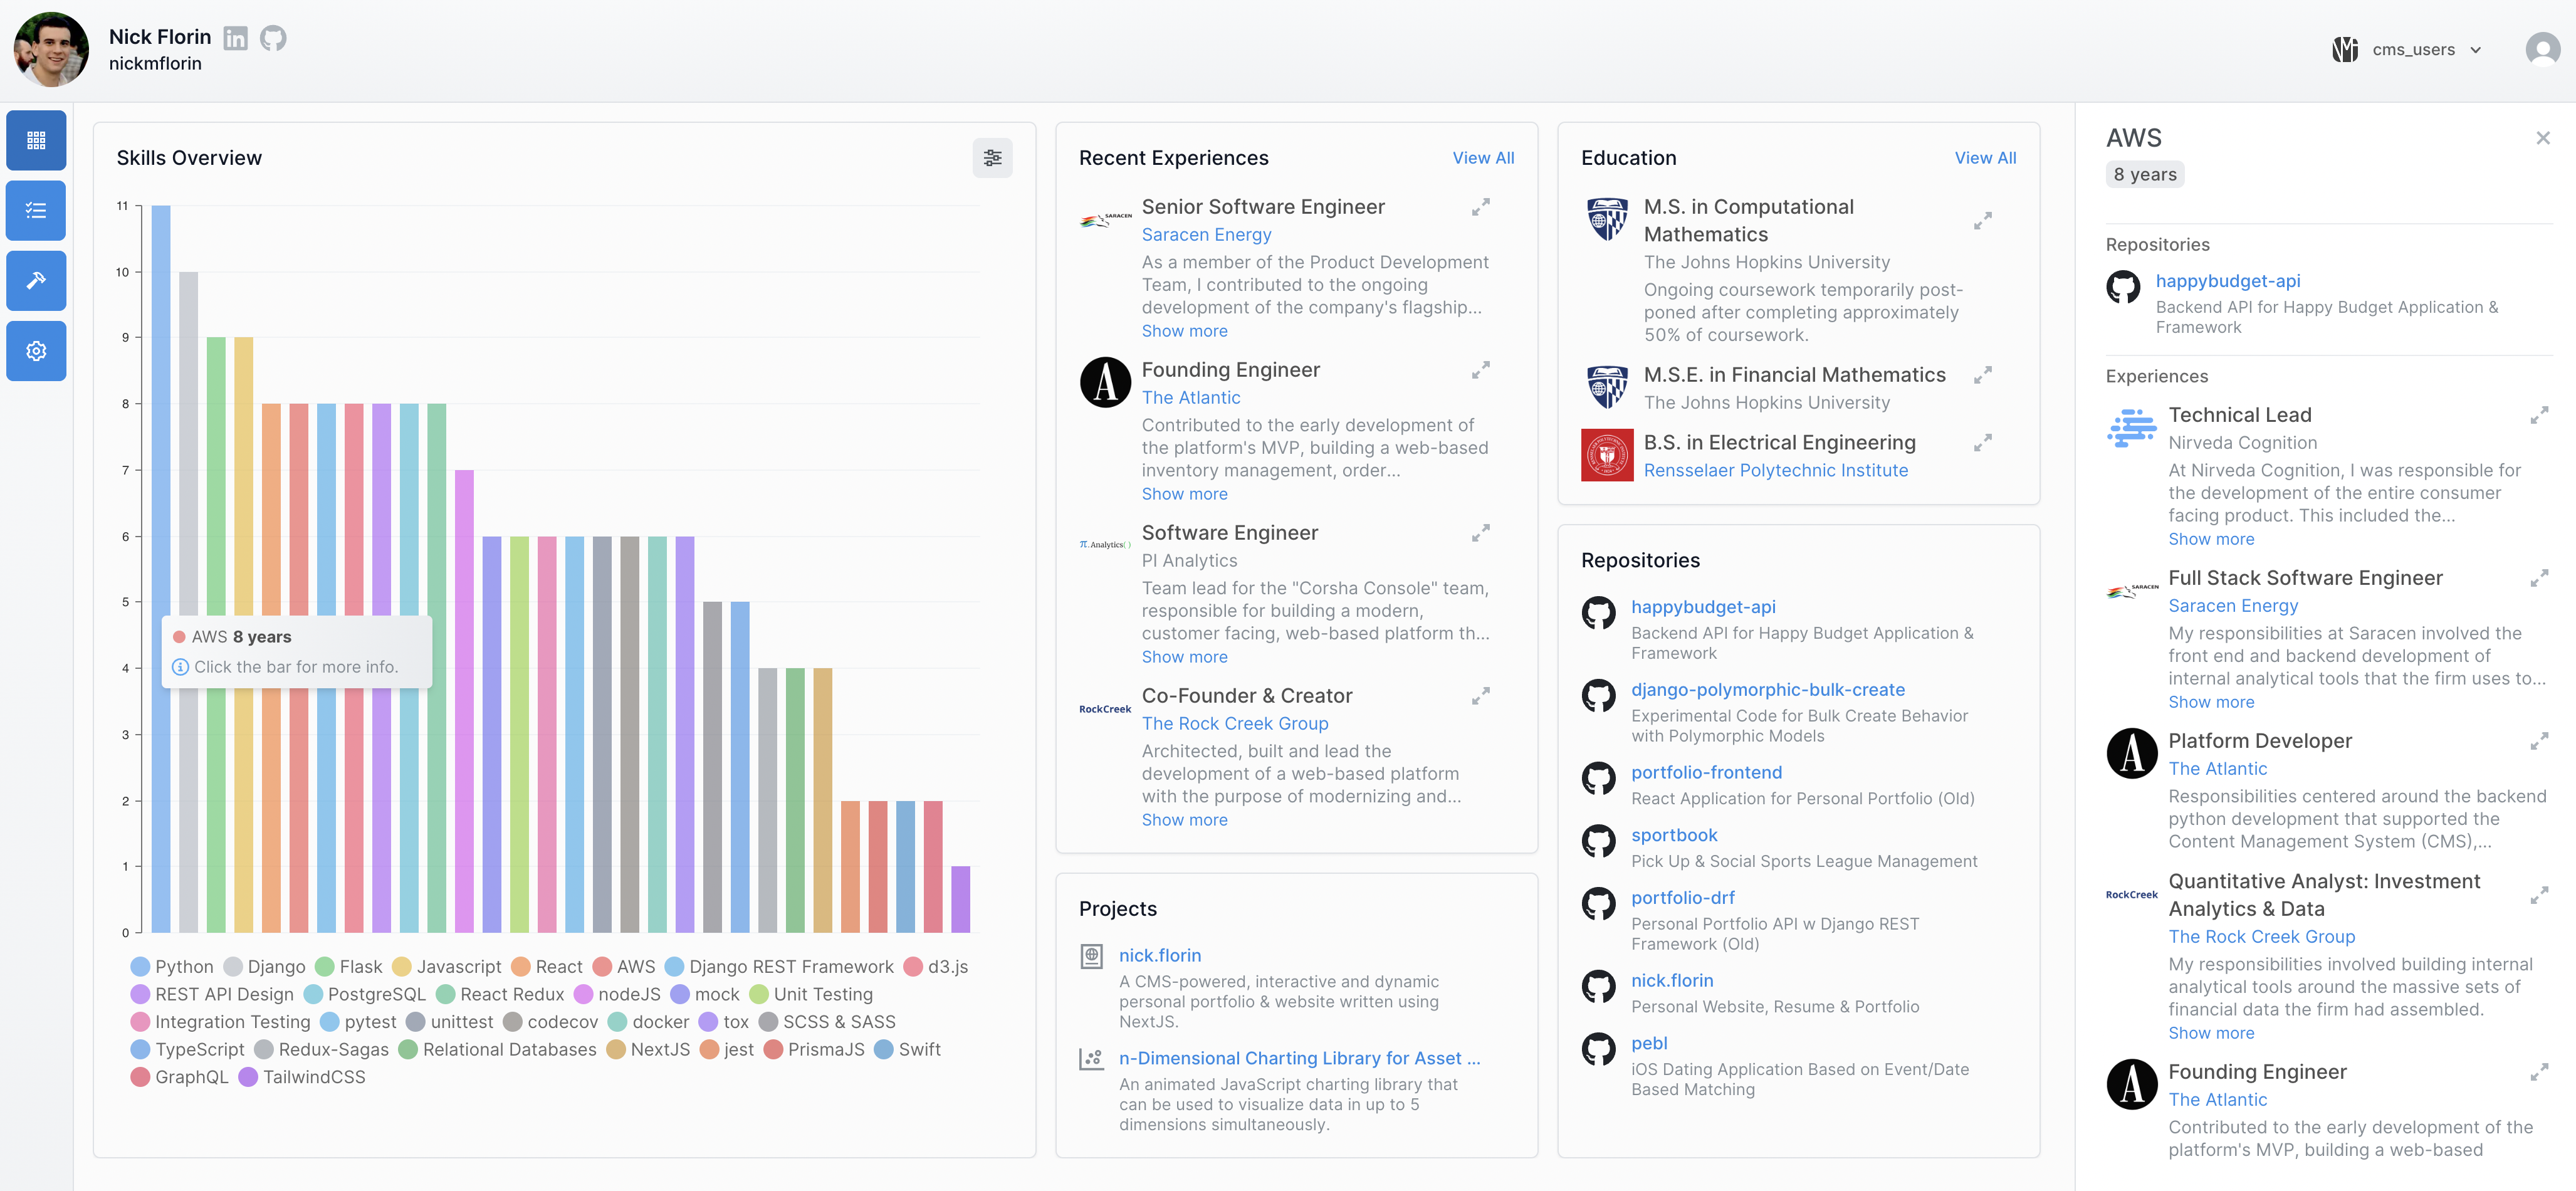 Nick Florin
nickmflorin
cms_users
Skills Overview
11
10
9
8
7
6
5
4
3
2
1
0
AWS 8 years
Click the bar for more info.
Python Django Flask Javascript React AWS Django REST Framework d3.js
REST API Design PostgreSQL React Redux nodeJS mock Unit Testing
Integration Testing pytest unittest codecov docker tox SCSS & SASS
TypeScript Redux-Sagas Relational Databases NextJS jest PrismaJS Swift
GraphQL TailwindCSS
Recent Experiences View All
SARACEN
Senior Software Engineer
Saracen Energy
As a member of the Product Development
Team, I contributed to the ongoing
development of the company's flagship...
Show more
A
Founding Engineer
The Atlantic
Contributed to the early development of
the platform's MVP, building a web-based
inventory management, order...
Show more
π.Analytics()
Software Engineer
PI Analytics
Team lead for the "Corsha Console" team,
responsible for building a modern,
customer facing, web-based platform th...
Show more
RockCreek
Co-Founder & Creator
The Rock Creek Group
Architected, built and lead the
development of a web-based platform
with the purpose of modernizing and...
Show more
Projects
nick.florin
A CMS-powered, interactive and dynamic
personal portfolio & website written using
NextJS.
n-Dimensional Charting Library for Asset ...
An animated JavaScript charting library that
can be used to visualize data in up to 5
dimensions simultaneously.
Education View All
M.S. in Computational
Mathematics
The Johns Hopkins University
Ongoing coursework temporarily post-
poned after completing approximately
50% of coursework.
M.S.E. in Financial Mathematics
The Johns Hopkins University
B.S. in Electrical Engineering
Rensselaer Polytechnic Institute
Repositories
happybudget-api
Backend API for Happy Budget Application &
Framework
django-polymorphic-bulk-create
Experimental Code for Bulk Create Behavior
with Polymorphic Models
portfolio-frontend
React Application for Personal Portfolio (Old)
sportbook
Pick Up & Social Sports League Management
portfolio-drf
Personal Portfolio API w Django REST
Framework (Old)
nick.florin
Personal Website, Resume & Portfolio
pebl
iOS Dating Application Based on Event/Date
Based Matching
AWS
8 years
Repositories
happybudget-api
Backend API for Happy Budget Application &
Framework
Experiences
Technical Lead
Nirveda Cognition
At Nirveda Cognition, I was responsible for
the development of the entire consumer
facing product. This included the...
Show more
SARACEN
Full Stack Software Engineer
Saracen Energy
My responsibilities at Saracen involved the
front end and backend development of
internal analytical tools that the firm uses to...
Show more
A
Platform Developer
The Atlantic
Responsibilities centered around the backend
python development that supported the
Content Management System (CMS),...
RockCreek
Quantitative Analyst: Investment
Analytics & Data
The Rock Creek Group
My responsibilities involved building internal
analytical tools around the massive sets of
financial data the firm had assembled.
Show more
A
Founding Engineer
The Atlantic
Contributed to the early development of the
platform's MVP, building a web-based